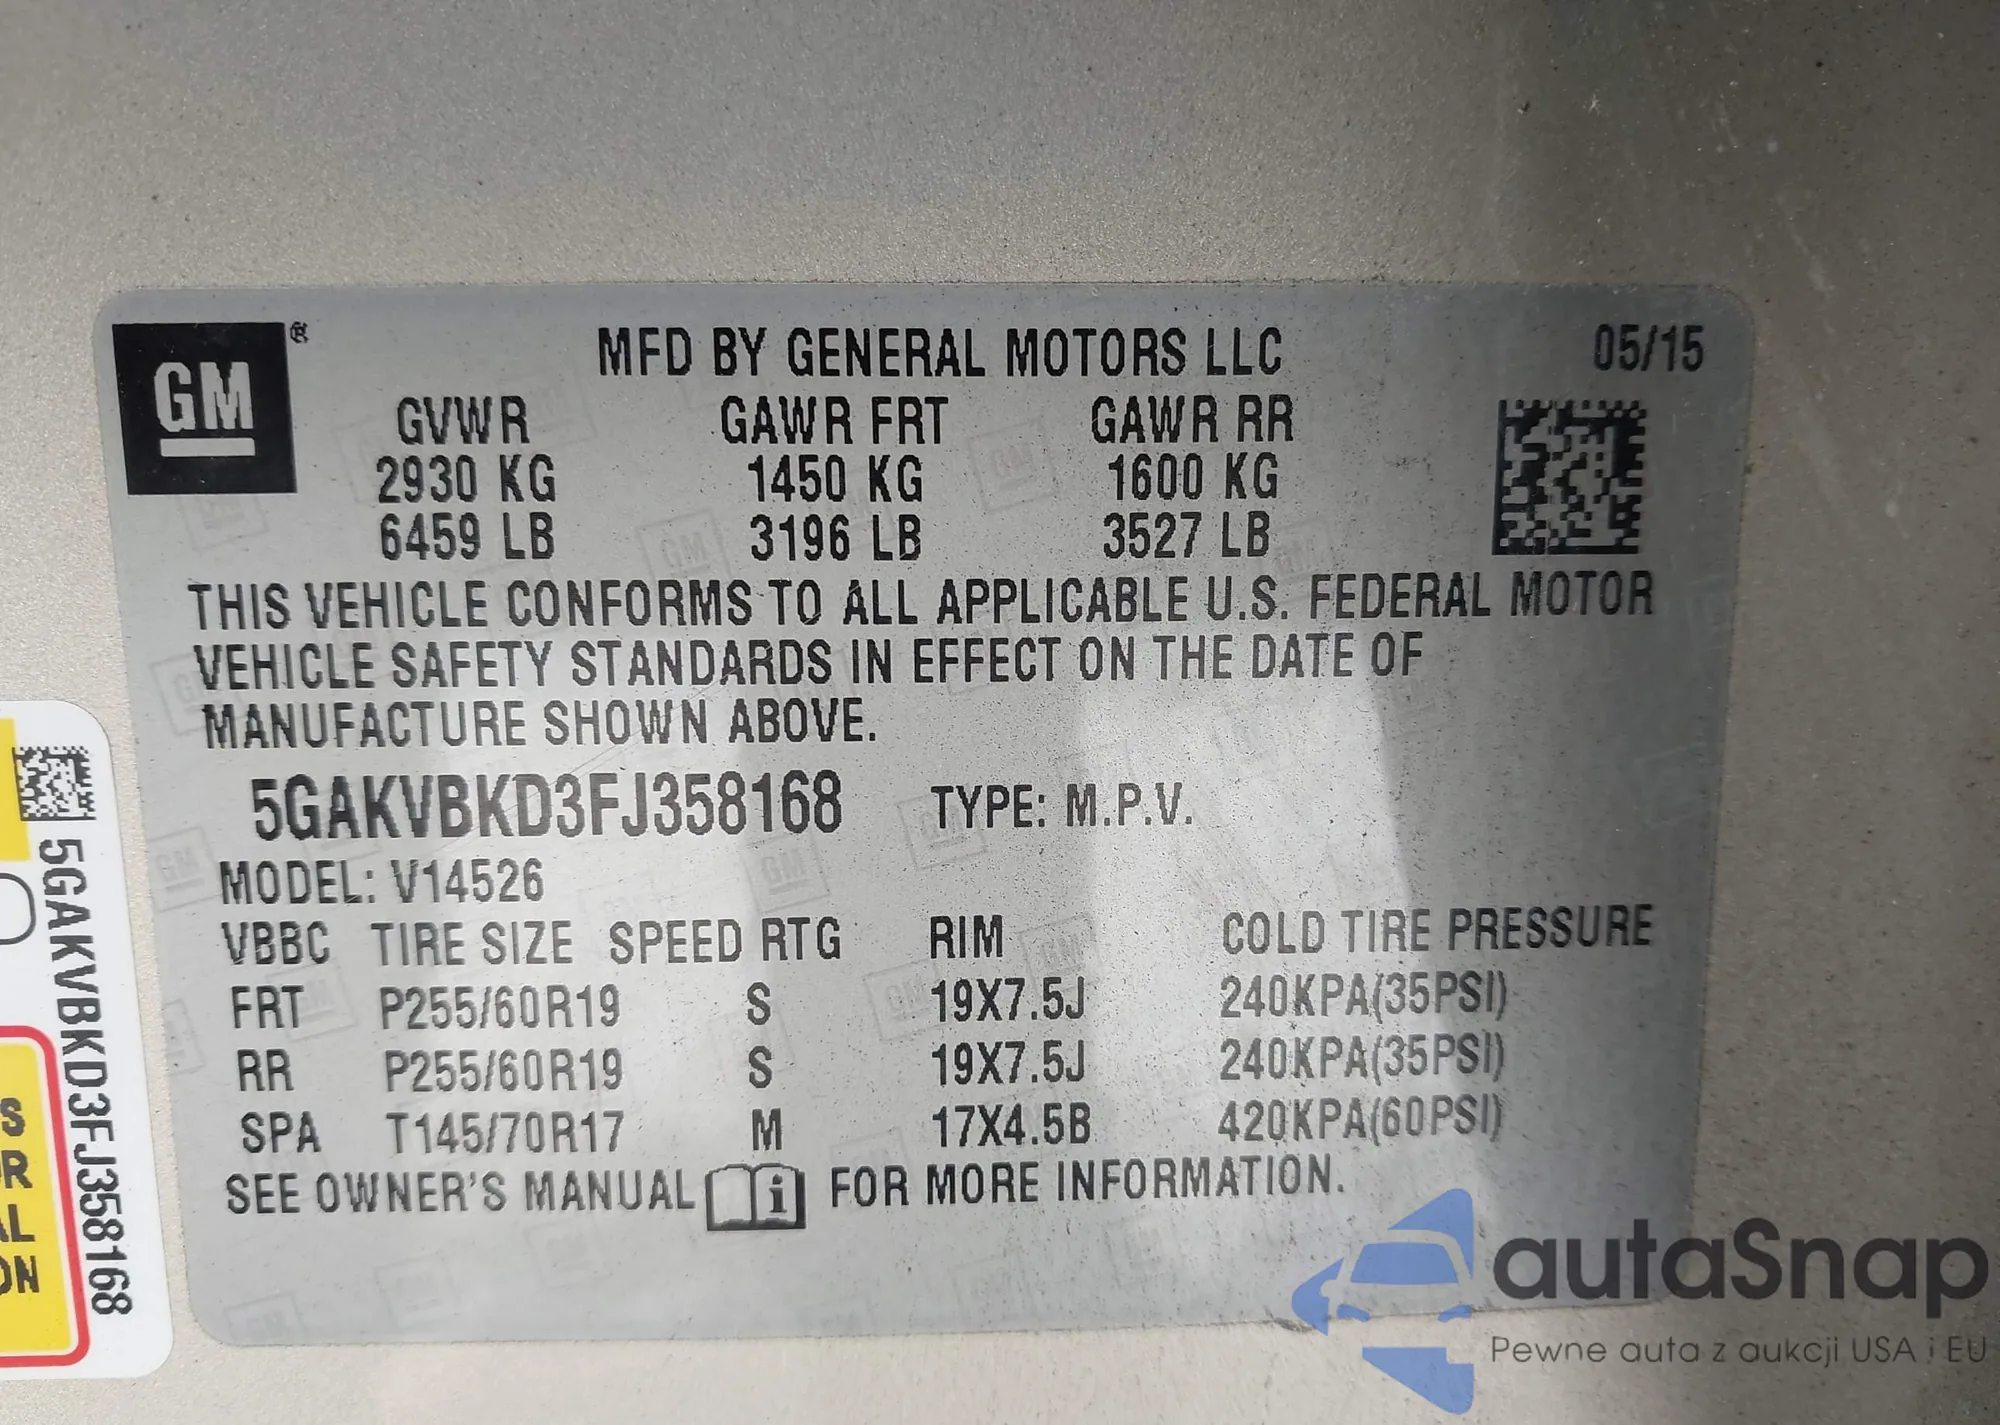 GM ®
MFD BY GENERAL MOTORS LLC 05/15
GVWR GAWR FRT GAWR RR
2930 KG 1450 KG 1600 KG
6459 LB 3196 LB 3527 LB
THIS VEHICLE CONFORMS TO ALL APPLICABLE U.S. FEDERAL MOTOR
VEHICLE SAFETY STANDARDS IN EFFECT ON THE DATE OF
MANUFACTURE SHOWN ABOVE.
5GAKVBKD3FJ358168 TYPE: M.P.V.
MODEL: V14526
VBBC TIRE SIZE SPEED RTG RIM COLD TIRE PRESSURE
FRT P255/60R19 S 19X7.5J 240KPA(35PSI)
RR P255/60R19 S 19X7.5J 240KPA(35PSI)
SPA T145/70R17 M 17X4.5B 420KPA(60PSI)
SEE OWNER'S MANUAL i FOR MORE INFORMATION.
5GAKVBKD3FJ358168
autaSnap
Pewne auta z aukcji USA i EU